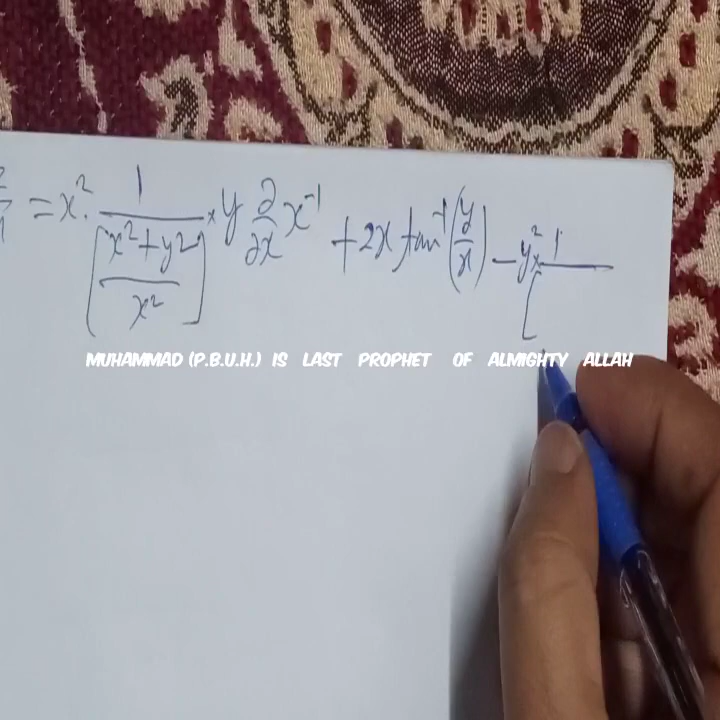 = x². 1/[(x²+y²)/x²] × y ∂/∂x x⁻¹ + 2x tan⁻¹(y/x) - y² × 1/[
MUHAMMAD (P.B.U.H.) IS LAST PROPHET OF ALMIGHTY ALLAH